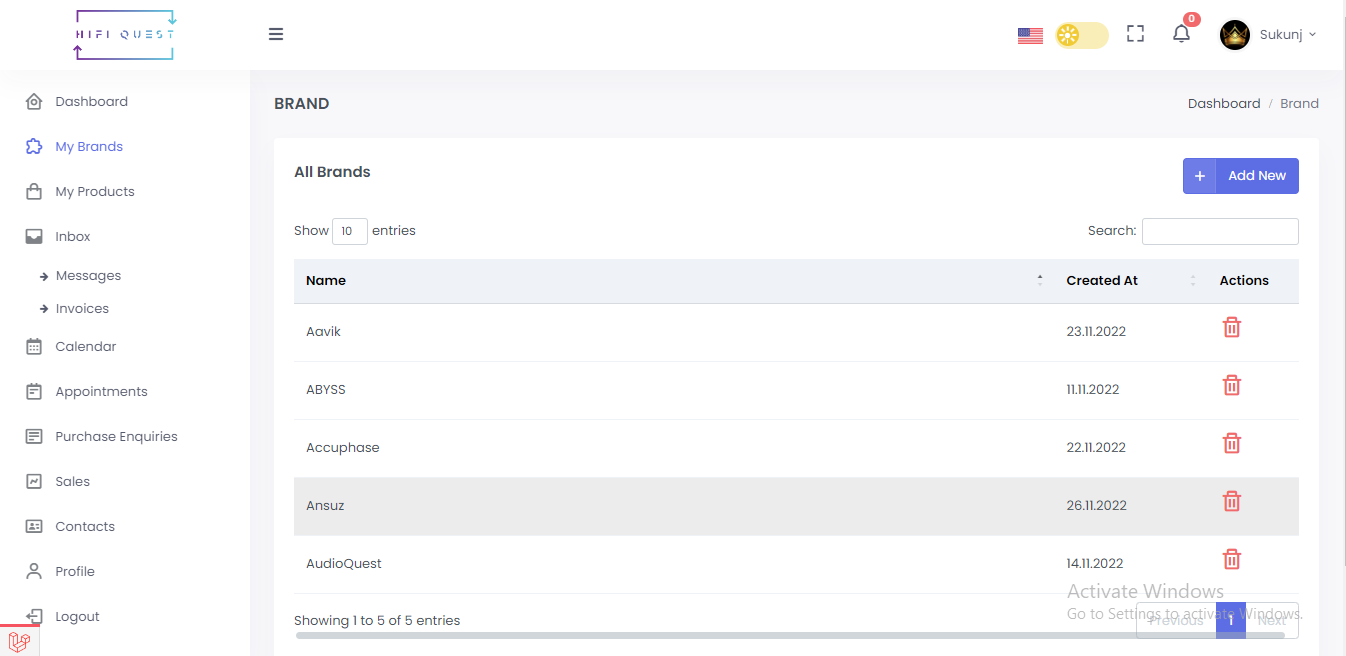 HIFI QUEST
0
Sukunj
Dashboard
My Brands
My Products
Inbox
Messages
Invoices
Calendar
Appointments
Purchase Enquiries
Sales
Contacts
Profile
Logout
BRAND
Dashboard / Brand
All Brands
+ Add New
Show 10 entries
Search:
Name Created At Actions
Aavik 23.11.2022
ABYSS 11.11.2022
Accuphase 22.11.2022
Ansuz 26.11.2022
AudioQuest 14.11.2022
Activate Windows
Go to Settings to activate Windows.
Showing 1 to 5 of 5 entries
Previous 1 Next